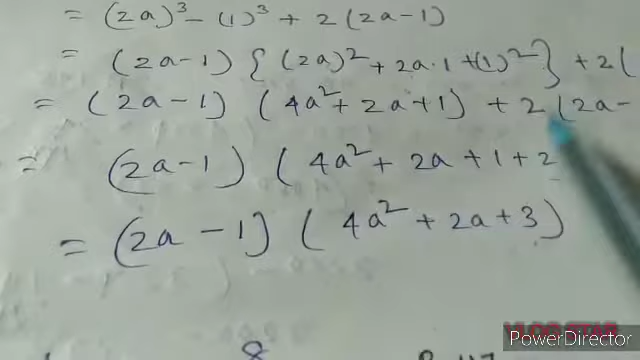 = (2a)³ - (1)³ + 2(2a-1)
= (2a-1) {(2a)² + 2a·1 + (1)²} + 2(
= (2a-1) (4a² + 2a + 1) + 2(2a-
= (2a-1) (4a² + 2a + 1 + 2
= (2a-1) (4a² + 2a + 3)
PowerDirector
8